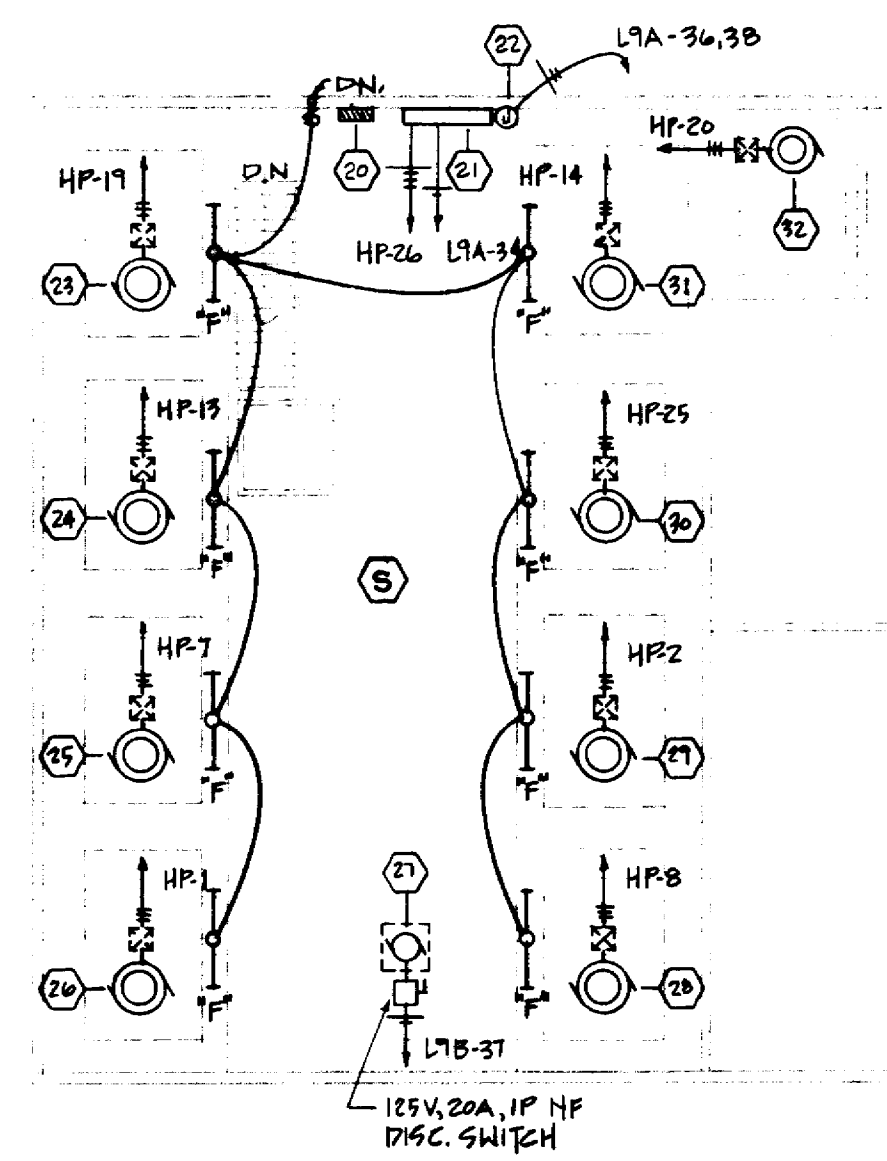 22
L9A-36,38
DN.
HP-20
HP-19
D.N
20
21
HP-14
32
HP-26
L9A-34
23
31
"F"
"F"
HP-13
HP-25
24
30
"F"
"F"
S
HP-7
HP-2
25
29
"F"
"F"
27
HP-1
HP-8
26
28
"F"
"F"
L9B-37
125V, 20A, 1P NF
DISC. SWITCH